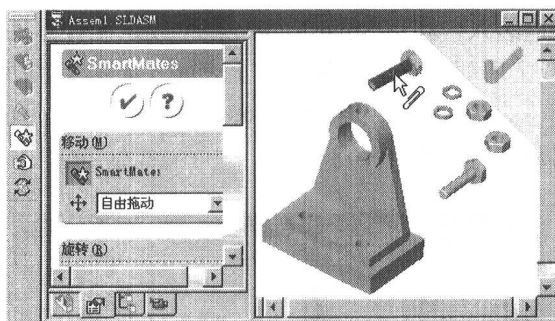 Assem1.SLDASM
SmartMates
移动(M)
SmartMates
自由拖动
旋转(R)